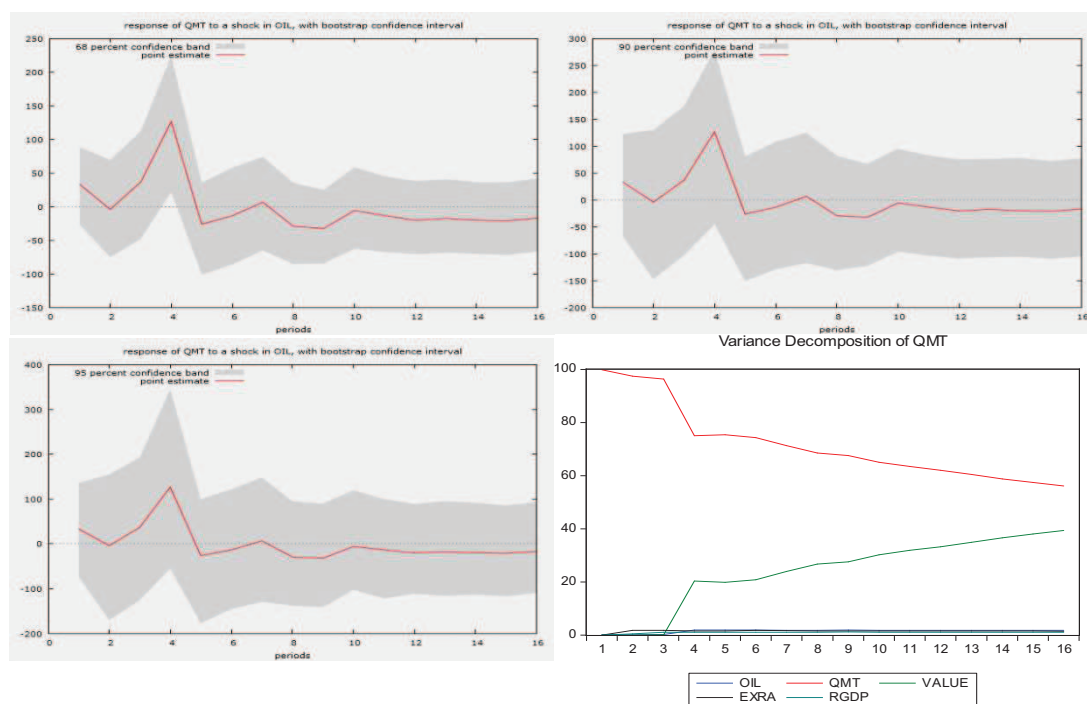 response of QMT to a shock in OIL, with bootstrap confidence interval
250
200
150
100
50
0
-50
-100
-150
68 percent confidence band
point estimate
0 2 4 6 8 10 12 14 16
periods
response of QMT to a shock in OIL, with bootstrap confidence interval
300
250
200
150
100
50
0
-50
-100
-150
-200
90 percent confidence band
point estimate
0 2 4 6 8 10 12 14 16
periods
response of QMT to a shock in OIL, with bootstrap confidence interval
400
300
200
100
0
-100
-200
95 percent confidence band
point estimate
0 2 4 6 8 10 12 14 16
periods
Variance Decomposition of QMT
100
80
60
40
20
0
1 2 3 4 5 6 7 8 9 10 11 12 13 14 15 16
OIL QMT VALUE
EXRA RGDP